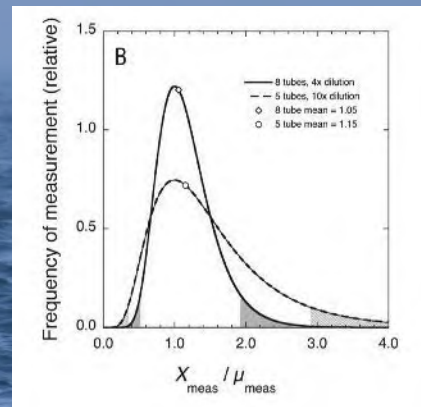 B
8 tubes, 4x dilution
5 tubes, 10x dilution
8 tube mean = 1.05
5 tube mean = 1.15
Frequency of measurement (relative)
1.5
1.0
0.5
0.0
0.0 1.0 2.0 3.0 4.0
X meas / μ meas